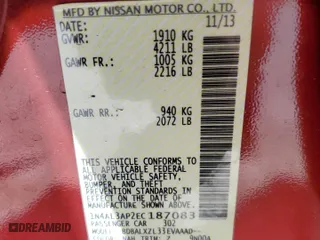 MFD BY NISSAN MOTOR CO., LTD.
DATE: 11/13
GVWR: 1910 KG
4211 LB
GAWR FR.: 1005 KG
2216 LB
GAWR RR: 940 KG
2072 LB
THIS VEHICLE CONFORMS
TO ALL APPLICABLE FEDERAL
MOTOR VEHICLE SAFETY,
BUMPER, AND THEFT
PREVENTION STANDARDS
IN EFFECT ON THE DATE OF
MANUFACTURE SHOWN ABOVE.
1N4AL3AP2EC187083
PASSENGER CAR 302